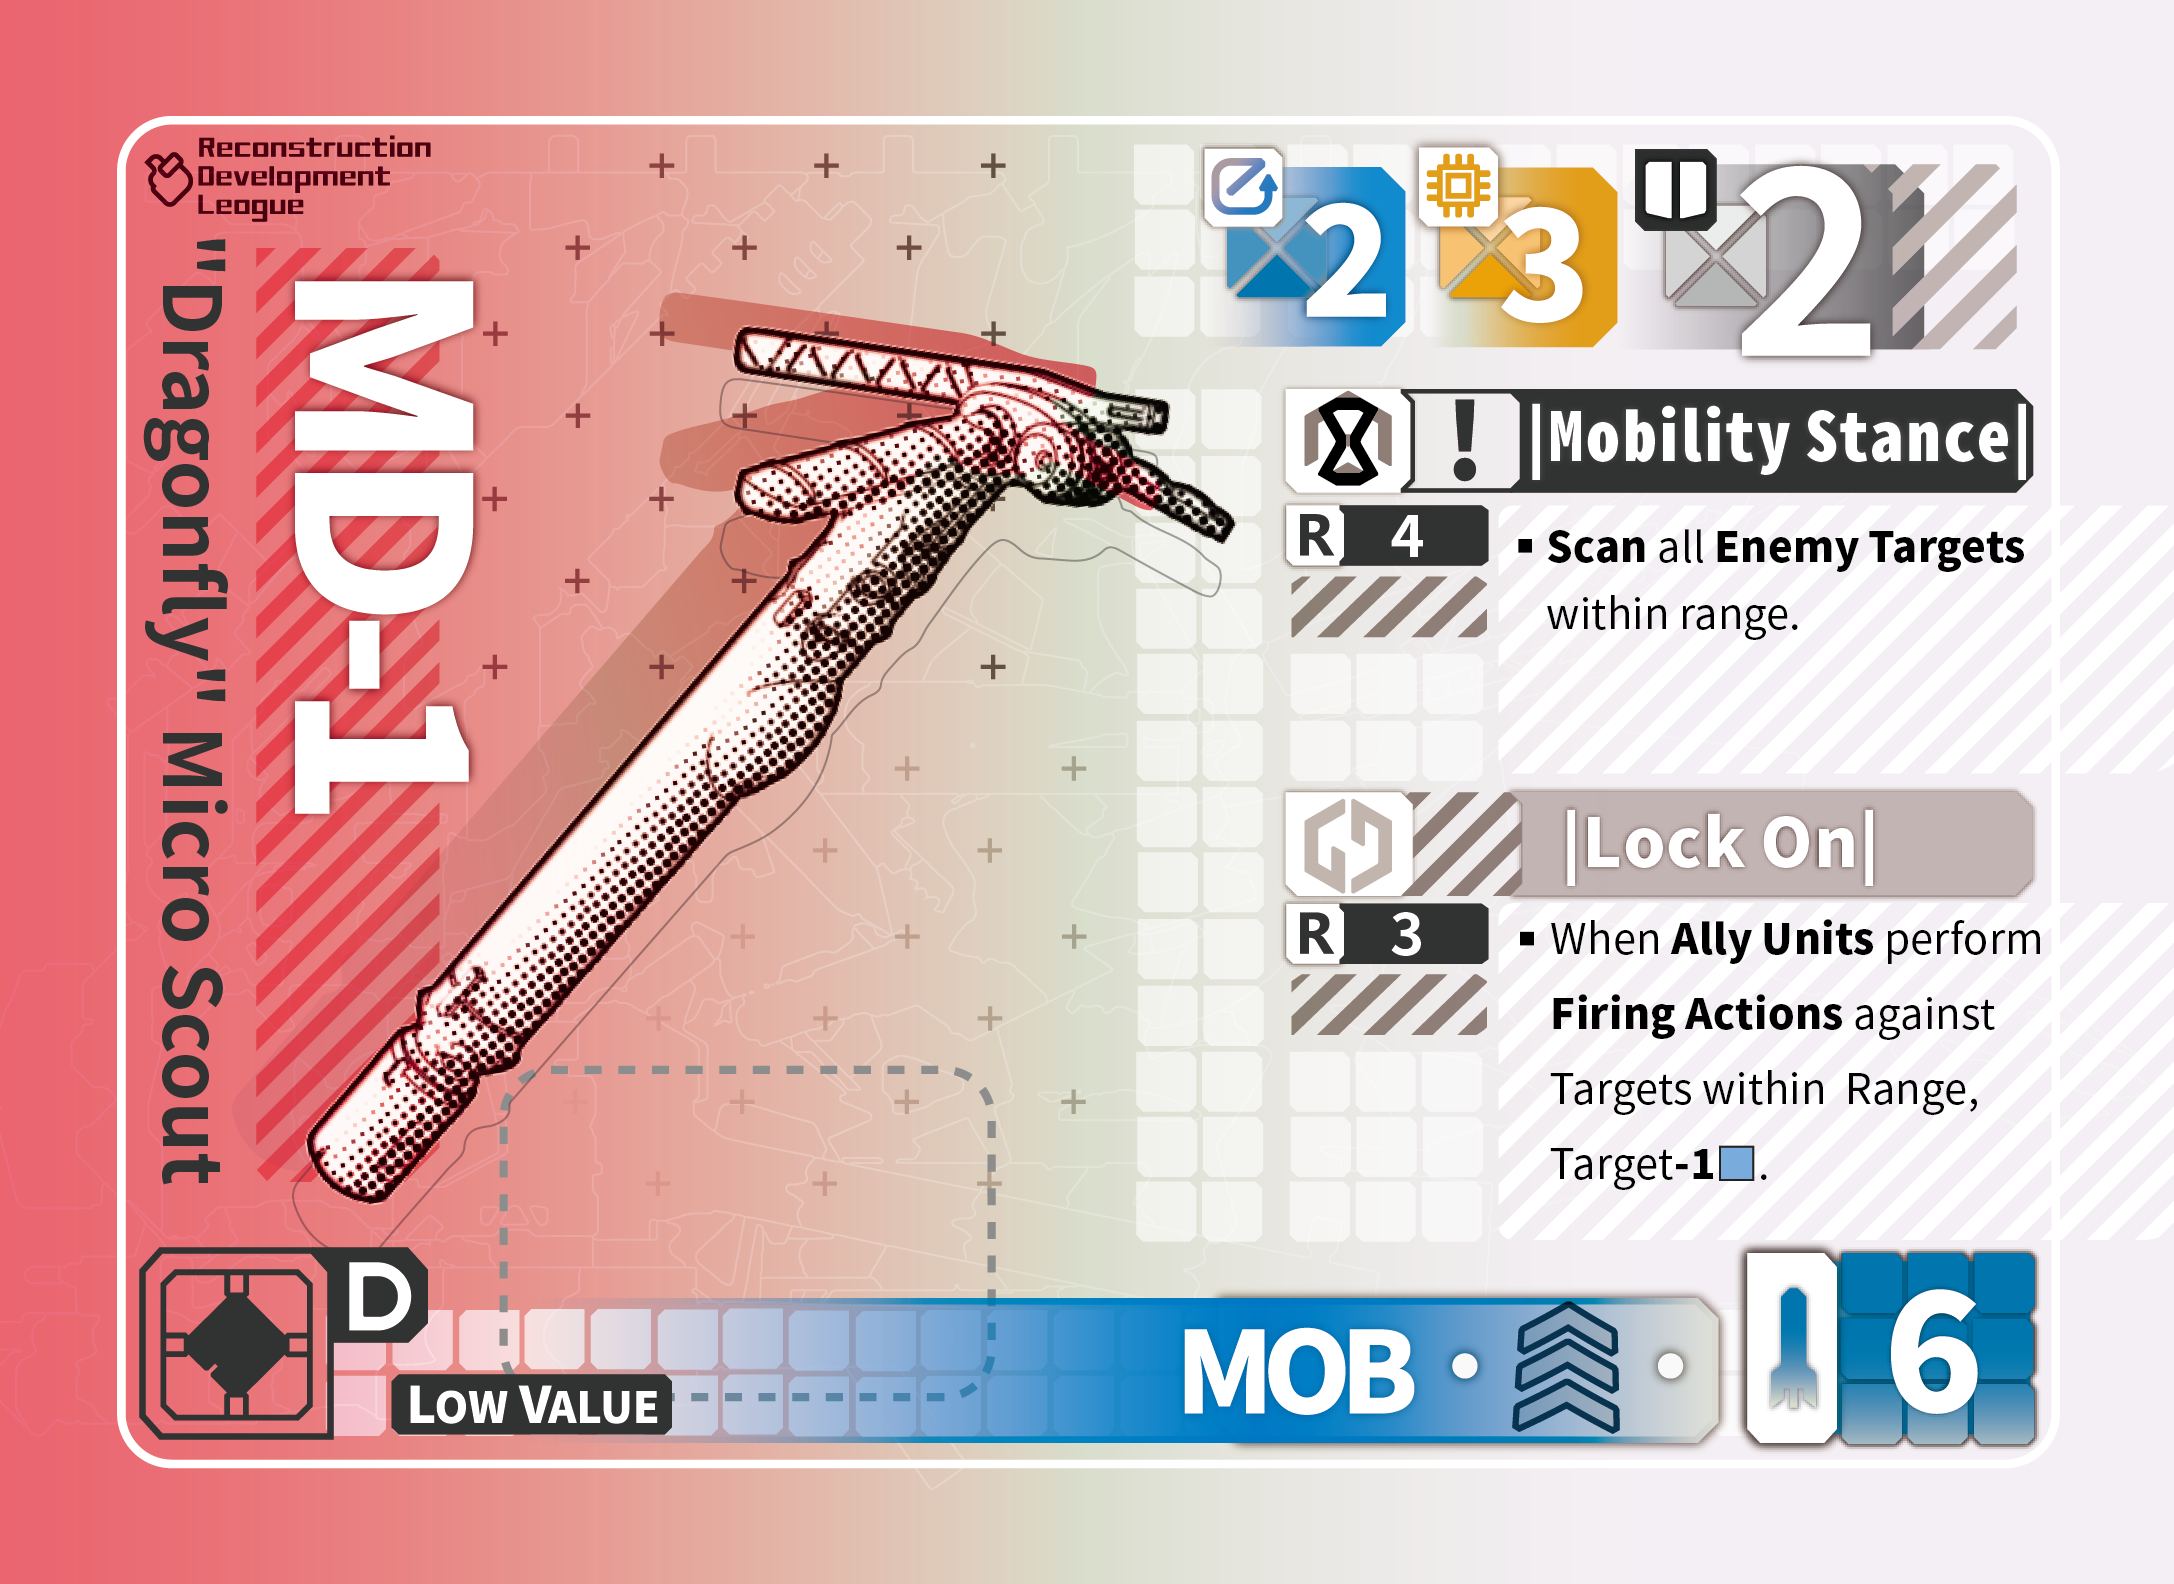 Reconstruction
Development
League
"Dragonfly" Micro Scout
MD-1
2
3
2
! |Mobility Stance|
R 4
▪ Scan all Enemy Targets
within range.
|Lock On|
R 3
▪ When Ally Units perform
Firing Actions against
Targets within Range,
Target-1.
D
LOW VALUE
MOB
6